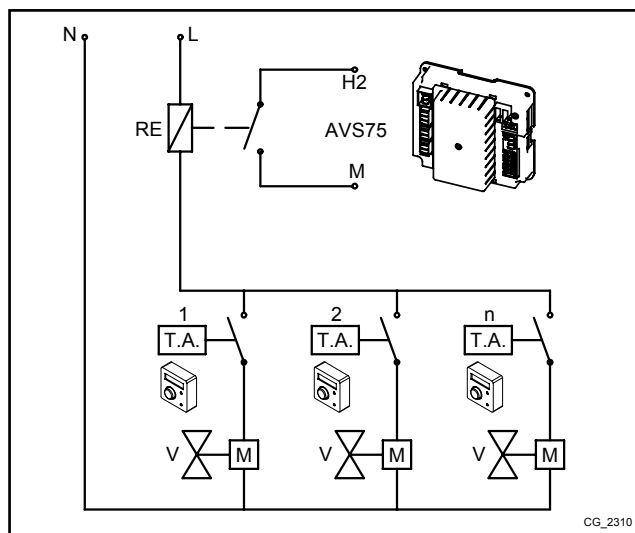 N L
H2
RE AVS75
M
1 2 n
T.A. T.A. T.A.
V M V M V M
CG_2310